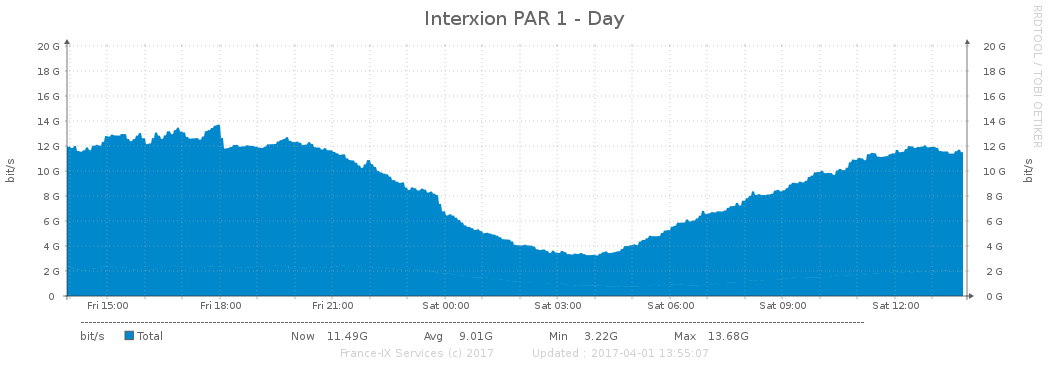 Interxion PAR 1 - Day
RRDTOOL / TOBI OETIKER
bit/s
20 G 20 G
18 G 18 G
16 G 16 G
14 G 14 G
12 G 12 G
10 G 10 G
8 G 8 G
6 G 6 G
4 G 4 G
2 G 2 G
0 0 G
bit/s
Fri 15:00 Fri 18:00 Fri 21:00 Sat 00:00 Sat 03:00 Sat 06:00 Sat 09:00 Sat 12:00
bit/s Total Now 11.49G Avg 9.01G Min 3.22G Max 13.68G
France-IX Services (c) 2017 Updated : 2017-04-01 13:55:07